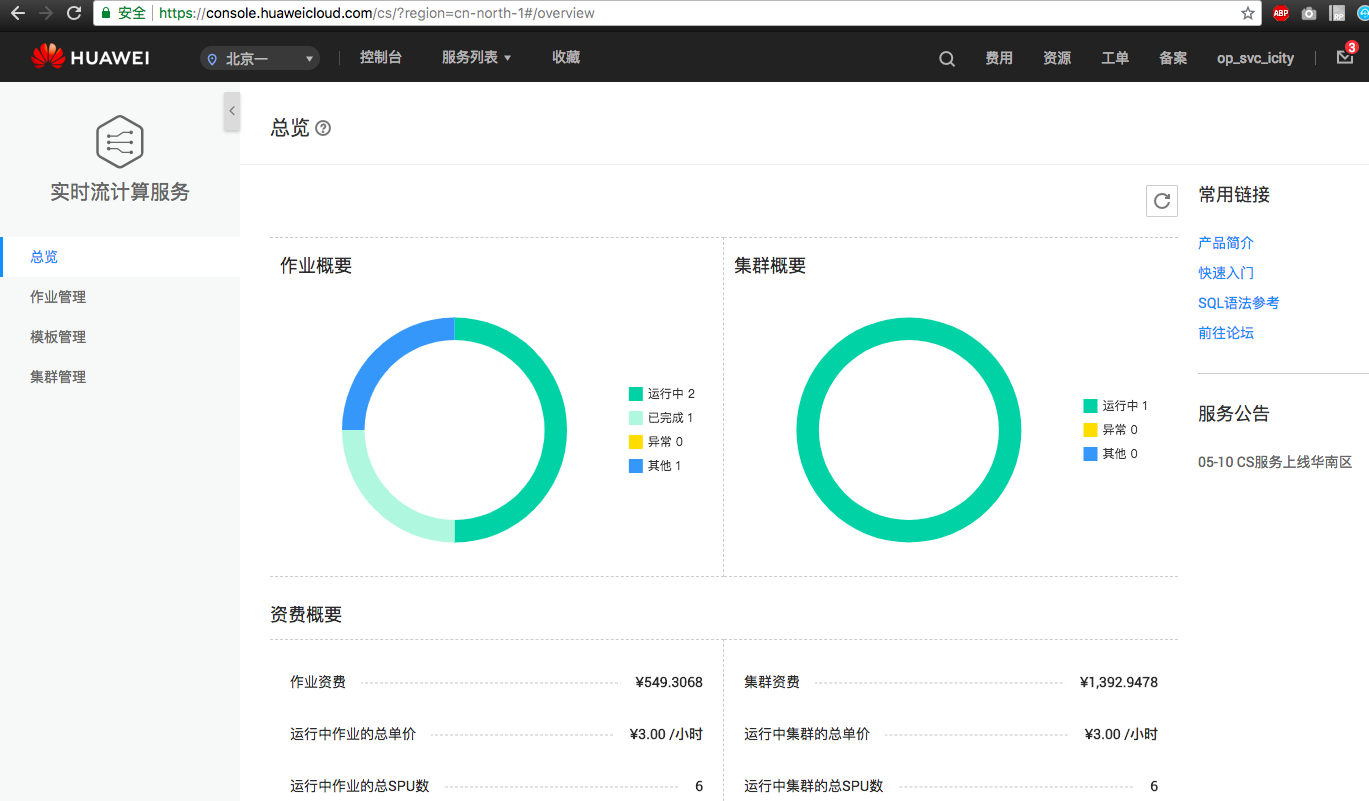 安全 https://console.huaweicloud.com/cs/?region=cn-north-1#/overview
ABP
RP
HUAWEI 北京一 控制台 服务列表 收藏 费用 资源 工单 备案 op_svc_icity 3
实时流计算服务
总览
作业管理
模板管理
集群管理
总览
作业概要
运行中 2
已完成 1
异常 0
其他 1
集群概要
运行中 1
异常 0
其他 0
资费概要
作业资费 ¥549.3068
运行中作业的总单价 ¥3.00 /小时
运行中作业的总SPU数 6
集群资费 ¥1,392.9478
运行中集群的总单价 ¥3.00 /小时
运行中集群的总SPU数 6
常用链接
产品简介
快速入门
SQL语法参考
前往论坛
服务公告
05-10 CS服务上线华南区